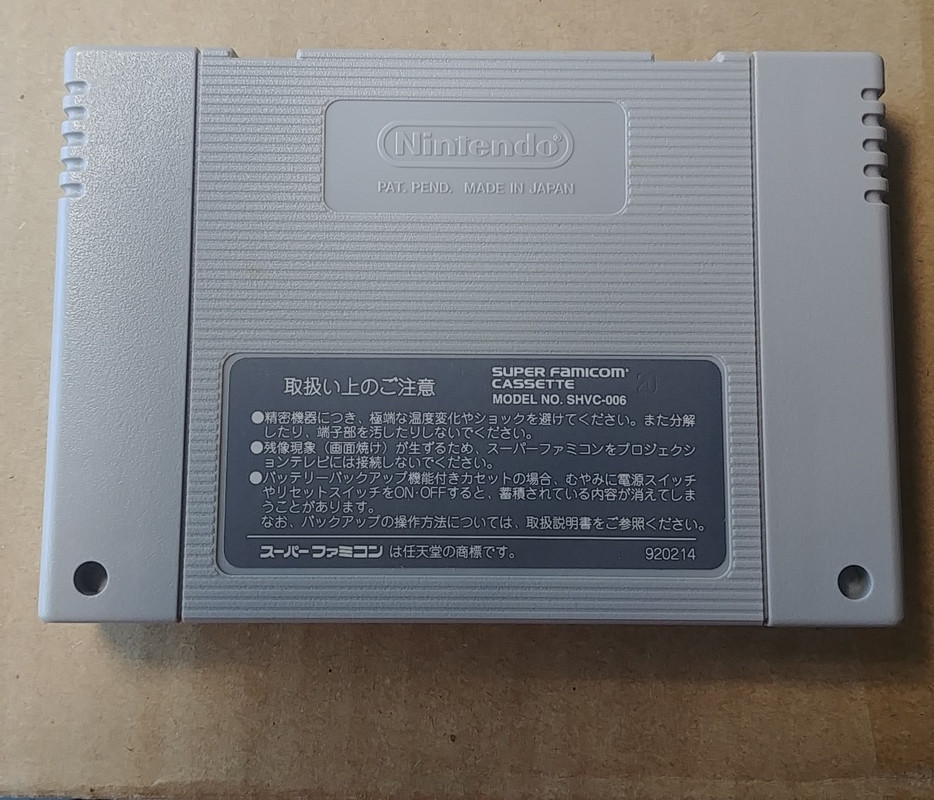 Nintendo®
PAT. PEND. MADE IN JAPAN
取扱い上のご注意
SUPER FAMICOM
CASSETTE
MODEL NO. SHVC-006
20
●精密機器につき、極端な温度変化やショックを避けてください。また分解
したり、端子部を汚したりしないでください。
●残像現象（画面焼け）が生ずるため、スーパーファミコンをプロジェクシ
ョンテレビには接続しないでください。
●バッテリーバックアップ機能付きカセットの場合、むやみに電源スイッチ
やリセットスイッチをON·OFFすると、蓄積されている内容が消えてしま
うことがあります。
なお、バックアップの操作方法については、取扱説明書をご参照ください。
スーパーファミコン は任天堂の商標です。
920214